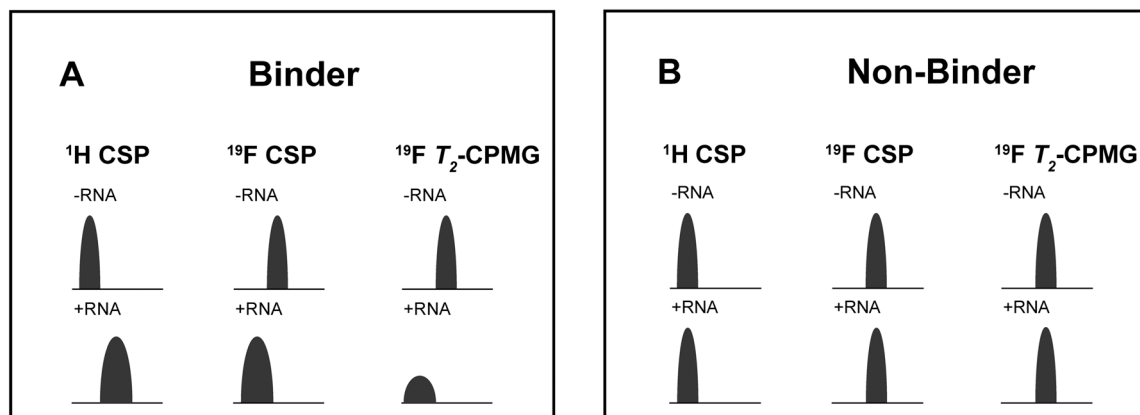 A Binder
¹H CSP ¹⁹F CSP ¹⁹F T₂-CPMG
-RNA -RNA -RNA
+RNA +RNA +RNA
B Non-Binder
¹H CSP ¹⁹F CSP ¹⁹F T₂-CPMG
-RNA -RNA -RNA
+RNA +RNA +RNA